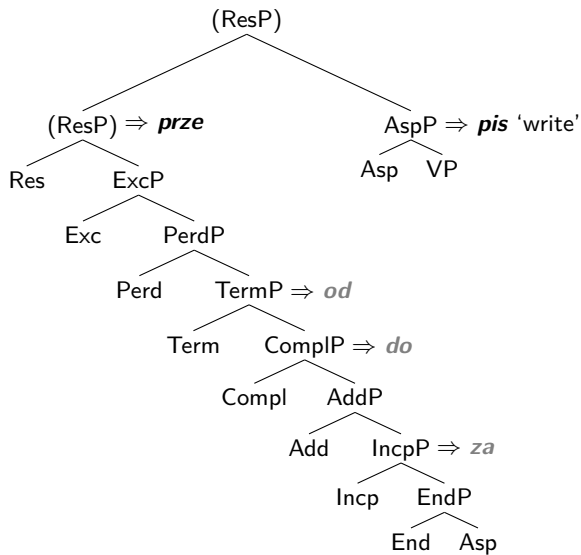 (ResP)
(ResP) ⇒ prze
AspP ⇒ pis ‘write’
Res ExcP
Asp VP
Exc PerdP
Perd TermP ⇒ od
Term ComplP ⇒ do
Compl AddP
Add IncpP ⇒ za
Incp EndP
End Asp